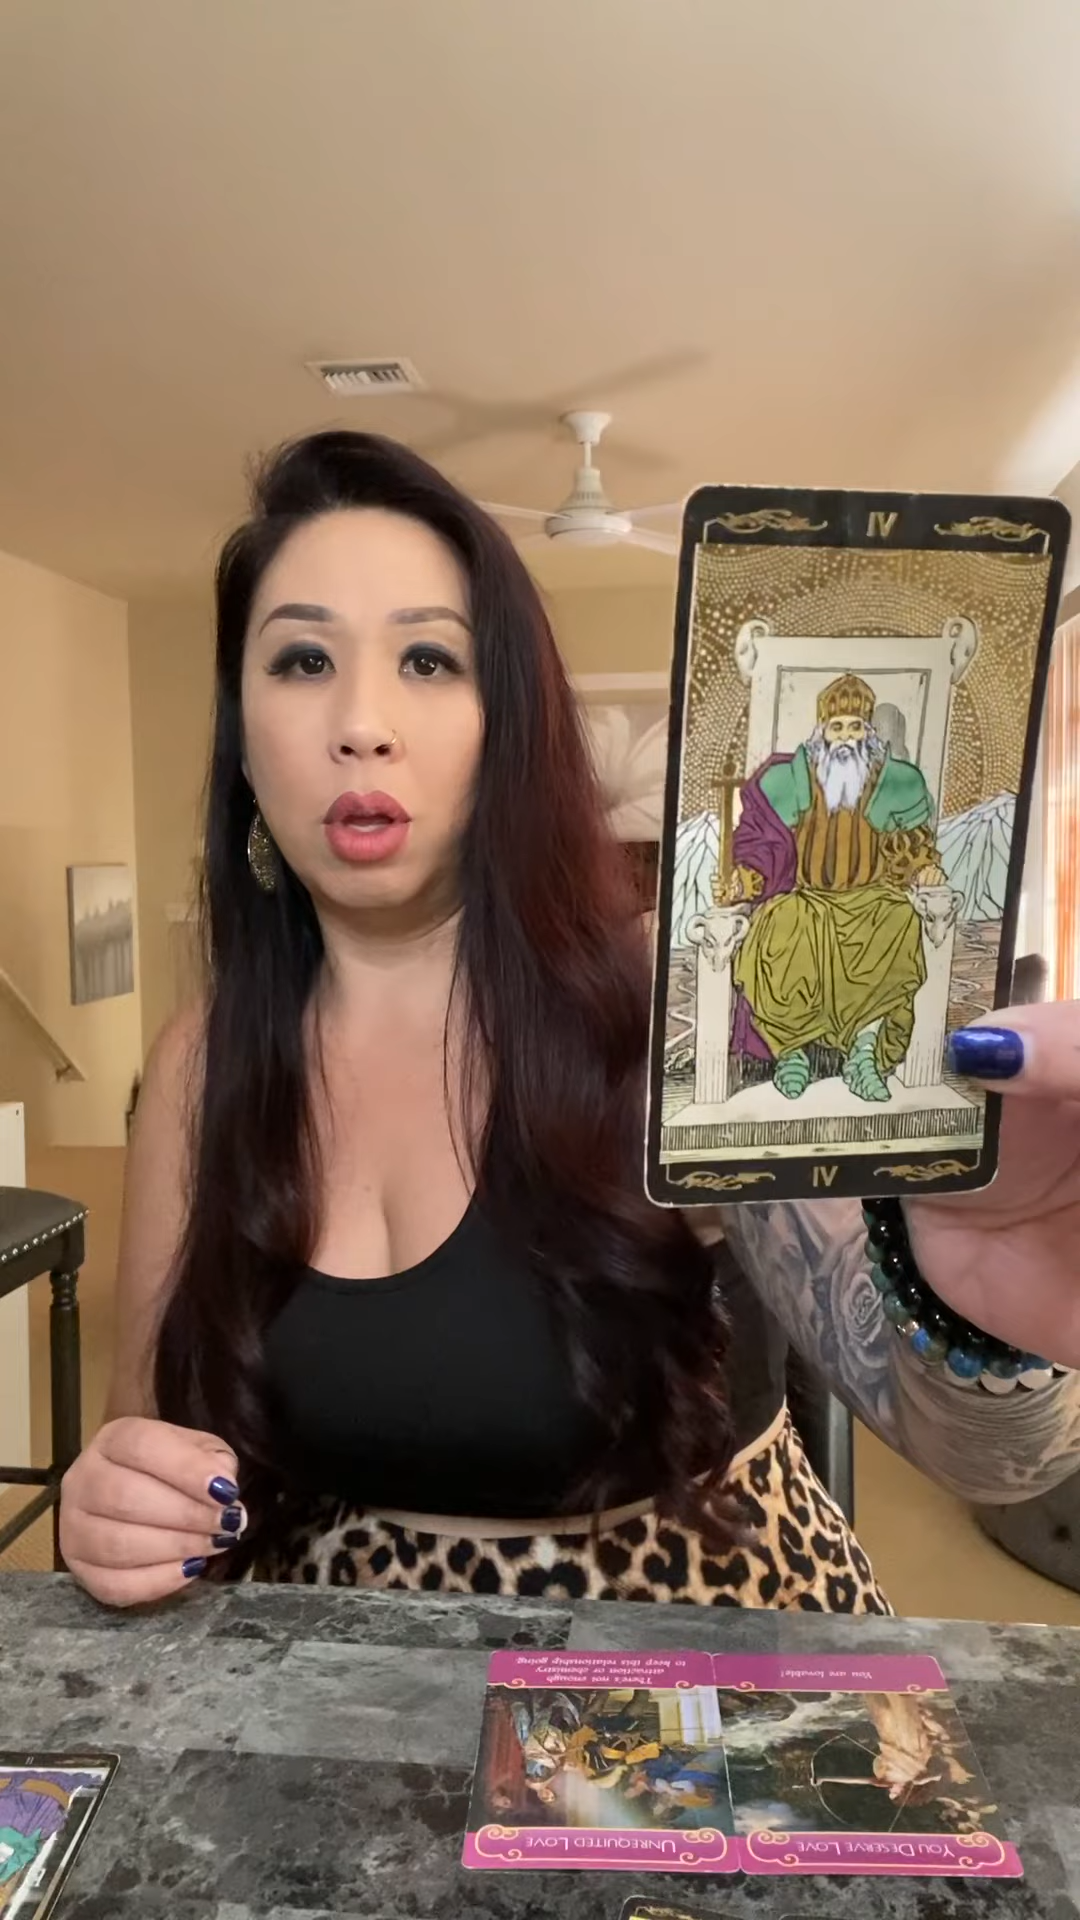 IV
IV
There's not enough
attraction or chemistry
to keep this relationship going
UNREQUITED LOVE
You are lovable!
YOU DESERVE LOVE
II